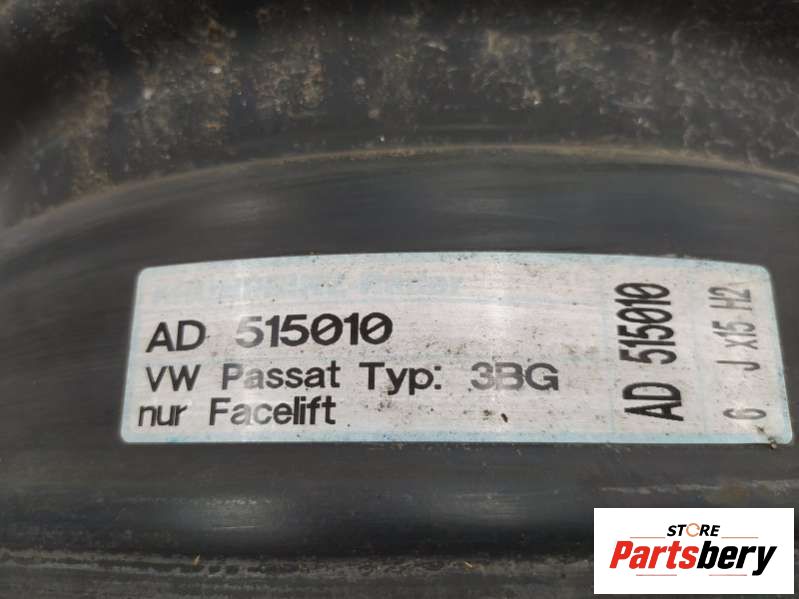 AD 515010
VW Passat Typ: 3BG
nur Facelift
AD 515010
6 J x15 H2
STORE
Partsbery